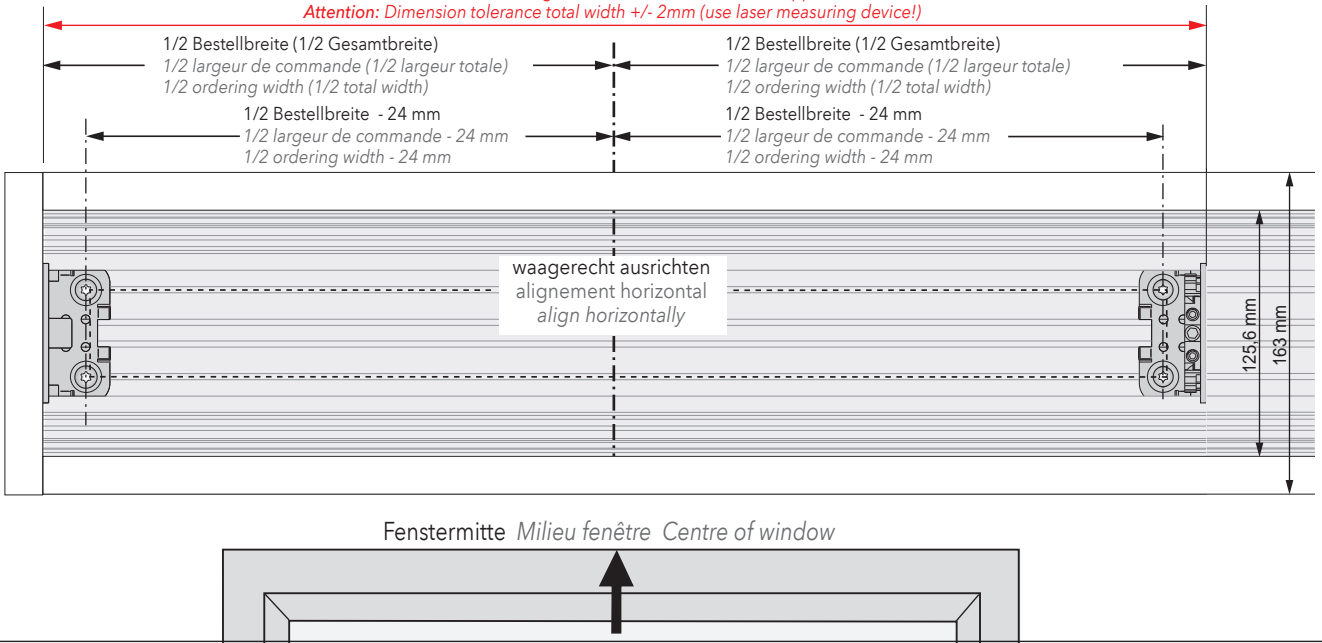 Attention: Dimension tolerance total width +/- 2mm (use laser measuring device!)
1/2 Bestellbreite (1/2 Gesamtbreite)
1/2 largeur de commande (1/2 largeur totale)
1/2 ordering width (1/2 total width)
1/2 Bestellbreite (1/2 Gesamtbreite)
1/2 largeur de commande (1/2 largeur totale)
1/2 ordering width (1/2 total width)
1/2 Bestellbreite - 24 mm
1/2 largeur de commande - 24 mm
1/2 ordering width - 24 mm
1/2 Bestellbreite - 24 mm
1/2 largeur de commande - 24 mm
1/2 ordering width - 24 mm
waagerecht ausrichten
alignement horizontal
align horizontally
125,6 mm
163 mm
Fenstermitte Milieu fenêtre Centre of window